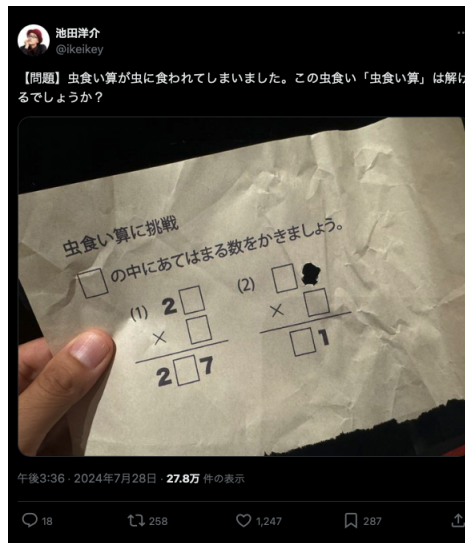 池田洋介
@ikeikey
【問題】虫食い算が虫に食われてしまいました。この虫食い「虫食い算」は解け
るでしょうか？
虫食い算に挑戦
□の中にあてはまる数をかきましょう。
(1) 2□
× □
2□7
(2) □
× □
□1
午後3:36 · 2024年7月28日 · 27.8万 件の表示
18 258 1,247 287